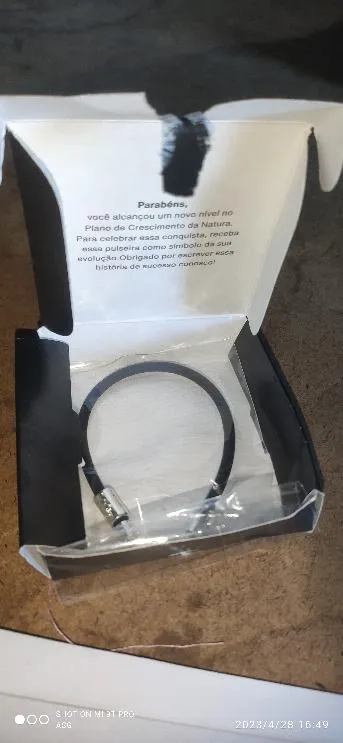 Parabéns,
você alcançou um novo nível no
Plano de Crescimento da Natura.
Para celebrar essa conquista, receba
essa pulseira como símbolo da sua
evolução.Obrigado por escrever essa
história de sucesso conosco!
SHOT ON MI 9T PRO
ASG
2023/4/28 16:49